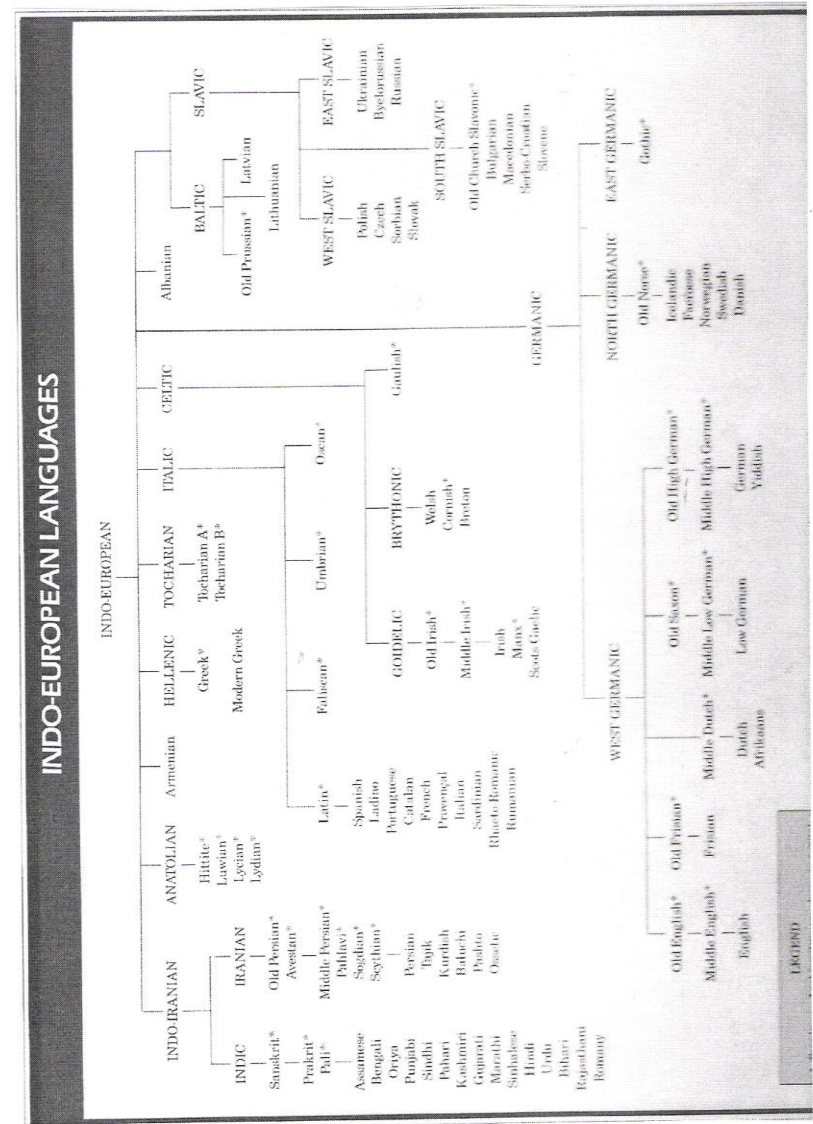 INDO-EUROPEAN LANGUAGES
INDO-EUROPEAN
INDO-IRANIAN
INDIC
Sanskrit*
Prakrit*
Pali*
Assamese
Bengali
Oriya
Punjabi
Sindhi
Pahari
Kashmiri
Gujarati
Marathi
Sinhalese
Hindi
Urdu
Bihari
Rajasthani
Romany
IRANIAN
Old Persian*
Avestan*
Middle Persian*
Pahlavi*
Sogdian*
Scythian*
Persian
Tajik
Kurdish
Baluchi
Pashto
Ossetic
ANATOLIAN
Hittite*
Luwian*
Lycian*
Lydian*
Armenian
HELLENIC
Greek*
Modern Greek
TOCHARIAN
Tocharian A*
Tocharian B*
ITALIC
Latin*
Spanish
Ladino
Portuguese
Catalan
French
Provençal
Italian
Sardinian
Rhaeto-Romanic
Rumanian
Faliscan*
Umbrian*
Oscan*
CELTIC
GOIDELIC
Old Irish*
Middle Irish*
Irish
Manx*
Scots Gaelic
BRYTHONIC
Welsh
Cornish*
Breton
Gaulish*
GERMANIC
WEST GERMANIC
Old English*
Middle English*
English
Old Frisian*
Frisian
Middle Dutch*
Dutch
Afrikaans
Old Saxon*
Middle Low German*
Low German
Old High German*
Middle High German*
German
Yiddish
NORTH GERMANIC
Old Norse*
Icelandic
Faeroese
Norwegian
Swedish
Danish
EAST GERMANIC
Gothic*
Albanian
BALTIC
Old Prussian*
Lithuanian
Latvian
SLAVIC
WEST SLAVIC
Polish
Czech
Sorbian
Slovak
SOUTH SLAVIC
Old Church Slavonic*
Bulgarian
Macedonian
Serbo-Croatian
Slovene
EAST SLAVIC
Ukrainian
Byelorussian
Russian
LEGEND